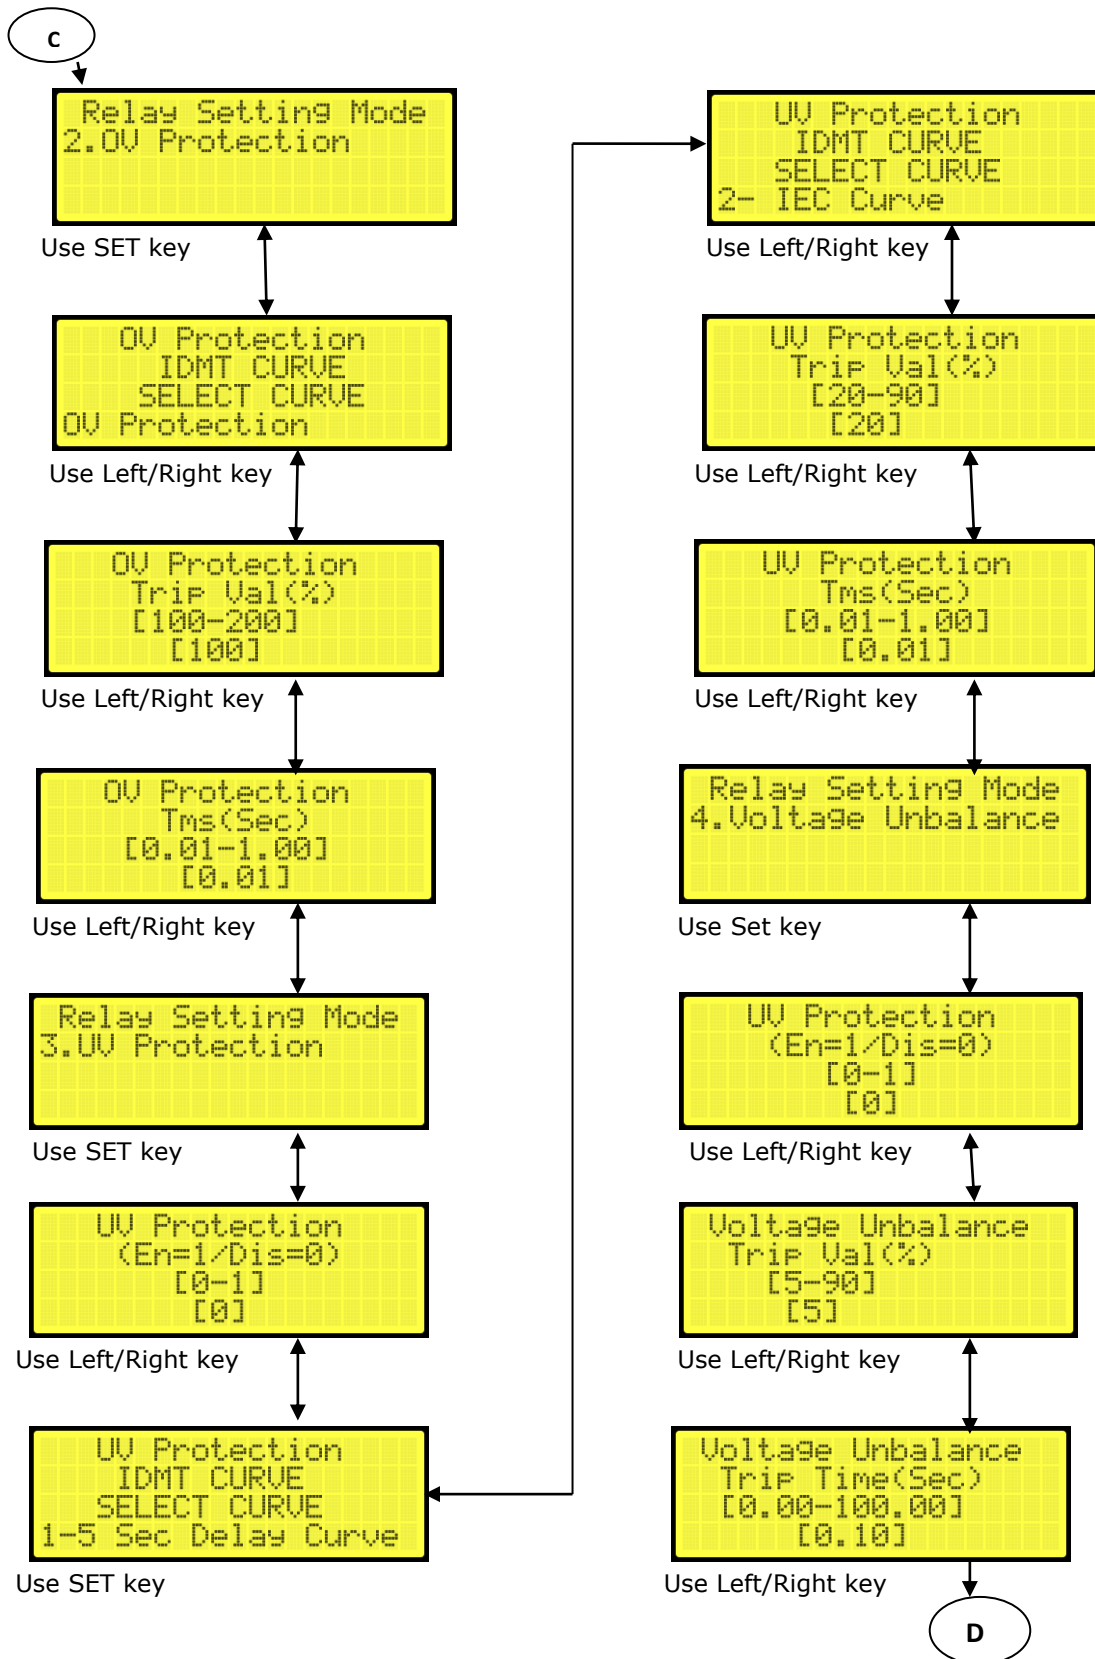 C
Relay Setting Mode
2.OV Protection
Use SET key
OV Protection
IDMT CURVE
SELECT CURVE
OV Protection
Use Left/Right key
OV Protection
Trip Val(%)
[100-200]
[100]
Use Left/Right key
OV Protection
Tms(Sec)
[0.01-1.00]
[0.01]
Use Left/Right key
Relay Setting Mode
3.UV Protection
Use SET key
UV Protection
(En=1/Dis=0)
[0-1]
[0]
Use Left/Right key
UV Protection
IDMT CURVE
SELECT CURVE
1-5 Sec Delay Curve
Use SET key
UV Protection
IDMT CURVE
SELECT CURVE
2- IEC Curve
Use Left/Right key
UV Protection
Trip Val(%)
[20-90]
[20]
Use Left/Right key
UV Protection
Tms(Sec)
[0.01-1.00]
[0.01]
Use Left/Right key
Relay Setting Mode
4.Voltage Unbalance
Use Set key
UV Protection
(En=1/Dis=0)
[0-1]
[0]
Use Left/Right key
Voltage Unbalance
Trip Val(%)
[5-90]
[5]
Use Left/Right key
Voltage Unbalance
Trip Time(Sec)
[0.00-100.00]
[0.10]
Use Left/Right key
D